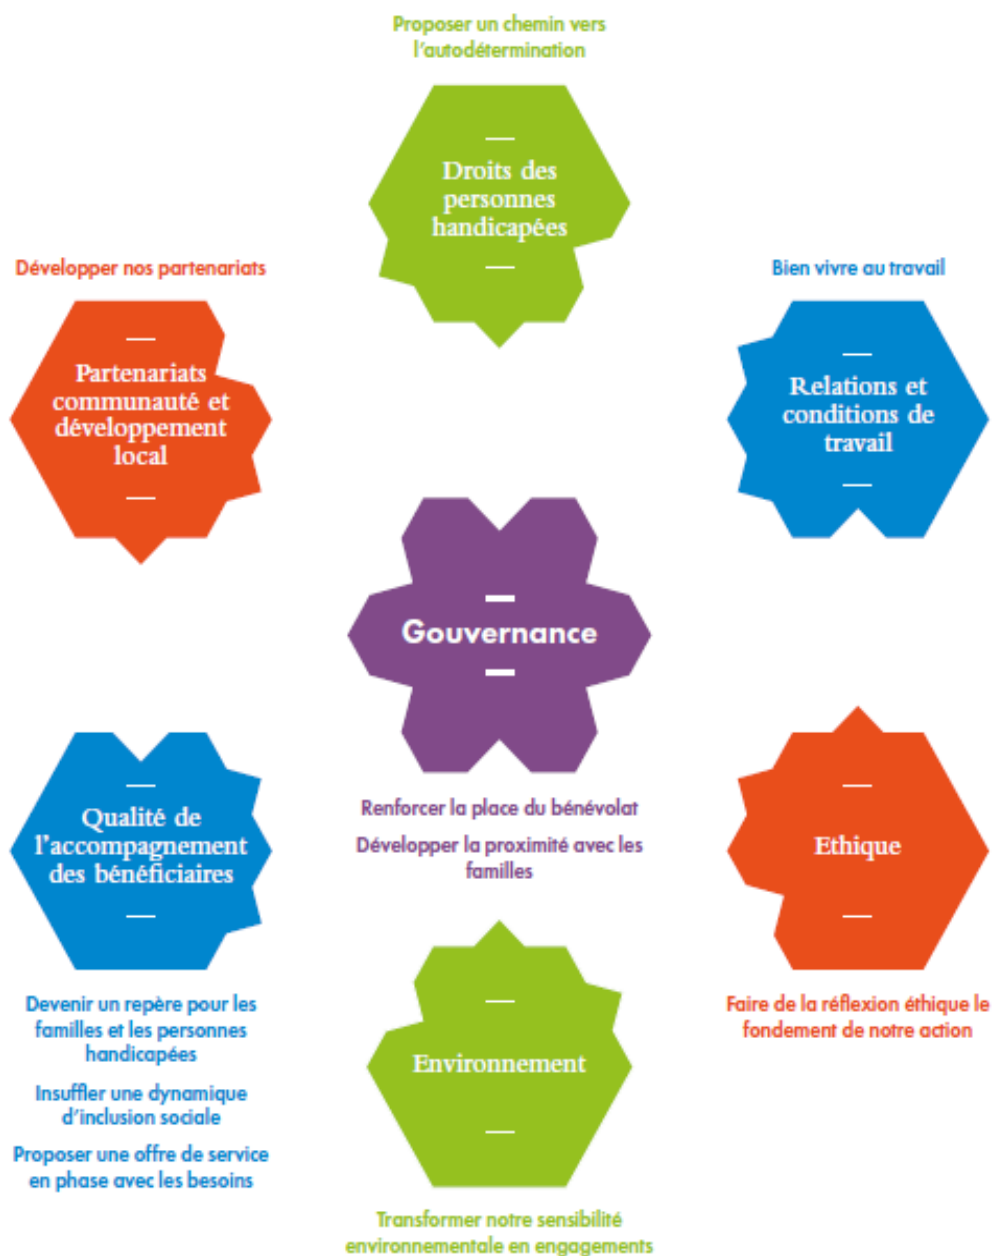 Proposer un chemin vers
l'autodétermination
Droits des
personnes
handicapées
Développer nos partenariats
Partenariats
communauté et
développement
local
Bien vivre au travail
Relations et
conditions de
travail
Gouvernance
Renforcer la place du bénévolat
Développer la proximité avec les
familles
Qualité de
l'accompagnement
des bénéficiaires
Devenir un repère pour les
familles et les personnes
handicapées
Insuffler une dynamique
d'inclusion sociale
Proposer une offre de service
en phase avec les besoins
Ethique
Faire de la réflexion éthique le
fondement de notre action
Environnement
Transformer notre sensibilité
environnementale en engagements